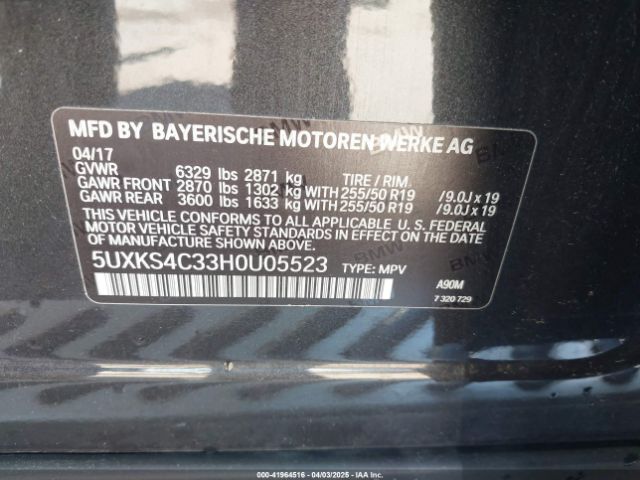 MFD BY BAYERISCHE MOTOREN WERKE AG
04/17
GVWR 6329 lbs 2871 kg TIRE / RIM
GAWR FRONT 2870 lbs 1302 kg WITH 255/50 R19 /9.0J x 19
GAWR REAR 3600 lbs 1633 kg WITH 255/50 R19 /9.0J x 19
THIS VEHICLE CONFORMS TO ALL APPLICABLE U. S. FEDERAL
MOTOR VEHICLE SAFETY STANDARDS IN EFFECT
ON THE DATE OF MANUFACTURE SHOWN ABOVE.
5UXKS4C33H0U05523 TYPE: MPV
A90M
7 320 729
000-41964516 - 04/03/2025 - IAA Inc.